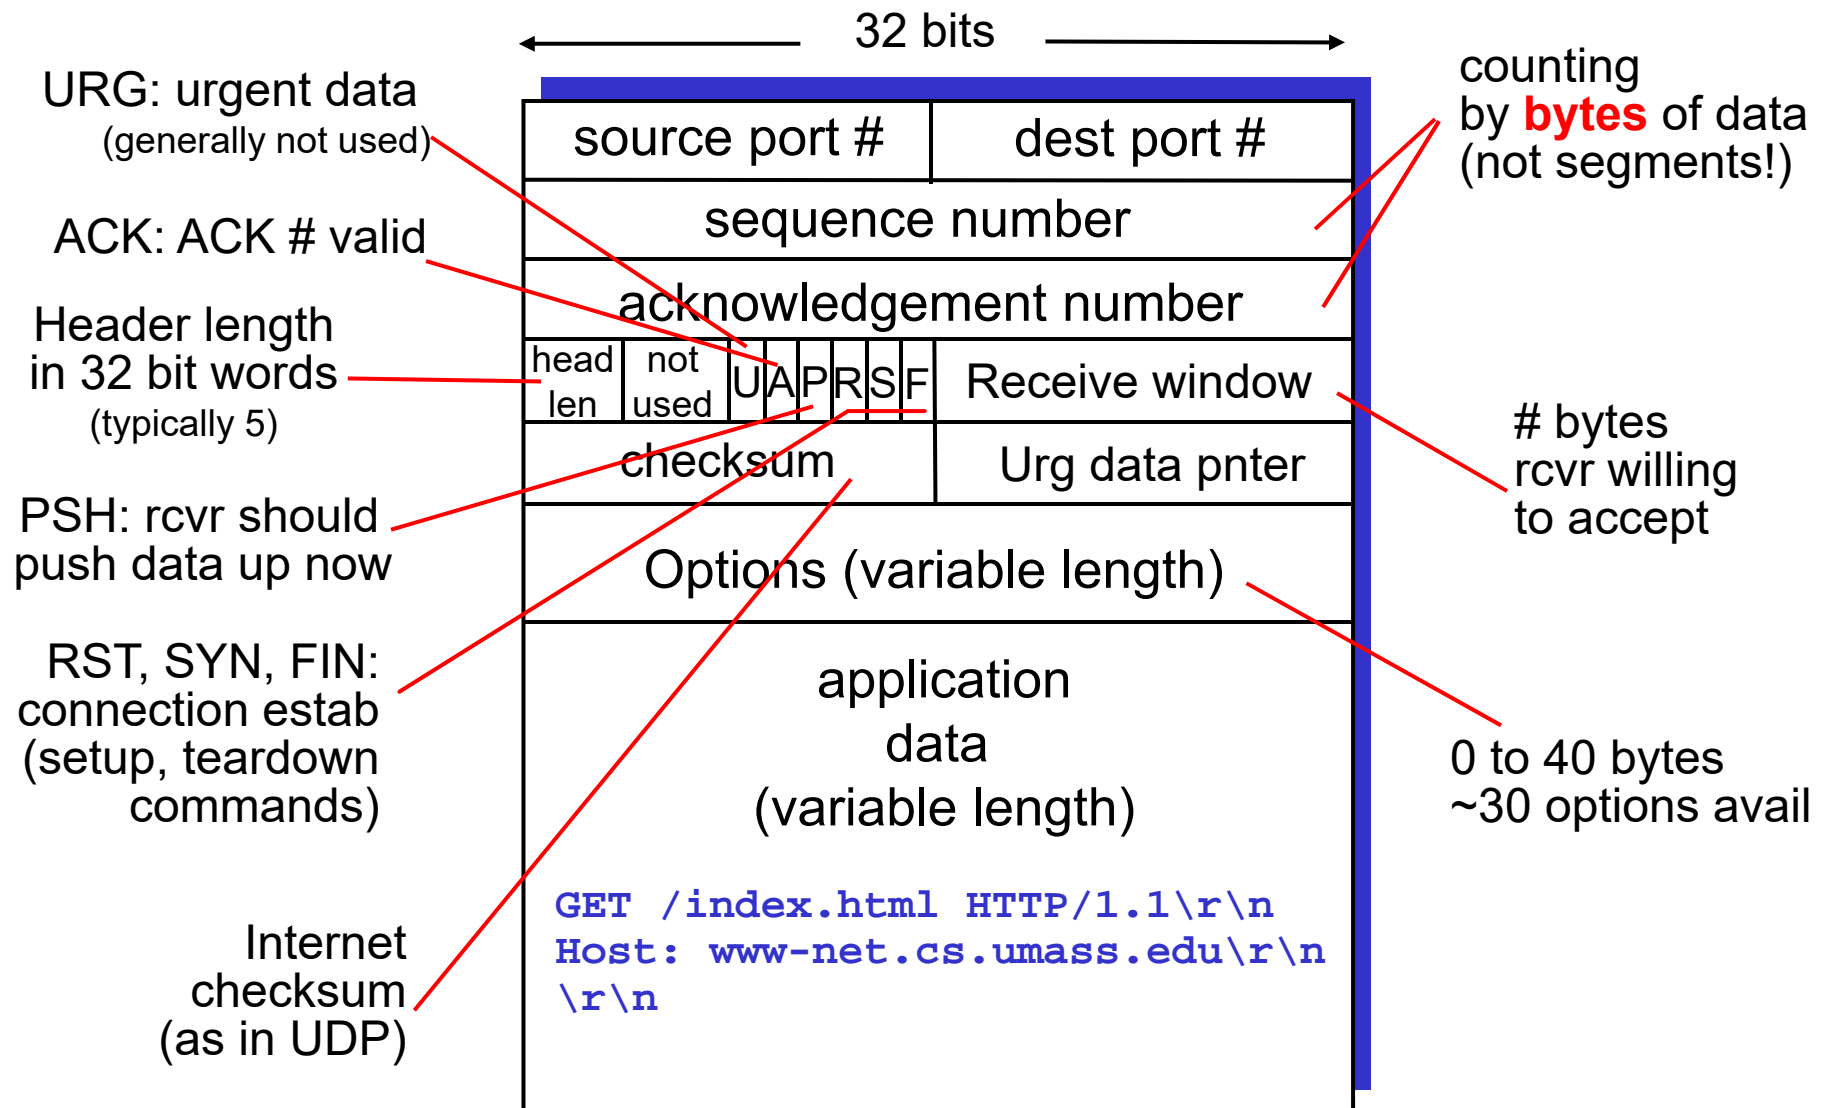 32 bits
URG: urgent data
(generally not used)
ACK: ACK # valid
Header length
in 32 bit words
(typically 5)
PSH: rcvr should
push data up now
RST, SYN, FIN:
connection estab
(setup, teardown
commands)
Internet
checksum
(as in UDP)
source port #
dest port #
sequence number
acknowledgement number
head
len
not
used
U
A
P
R
S
F
Receive window
checksum
Urg data pnter
Options (variable length)
application
data
(variable length)
GET /index.html HTTP/1.1\r\n
Host: www-net.cs.umass.edu\r\n
\r\n
counting
by bytes of data
(not segments!)
# bytes
rcvr willing
to accept
0 to 40 bytes
~30 options avail